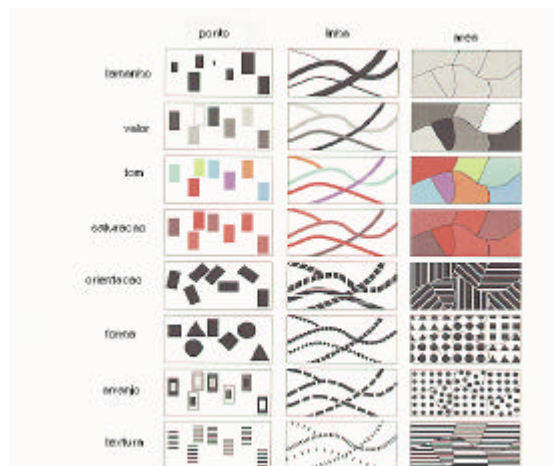 ponto linha area
tamanho
valor
tom
saturacao
orientacao
forma
arranjo
textura